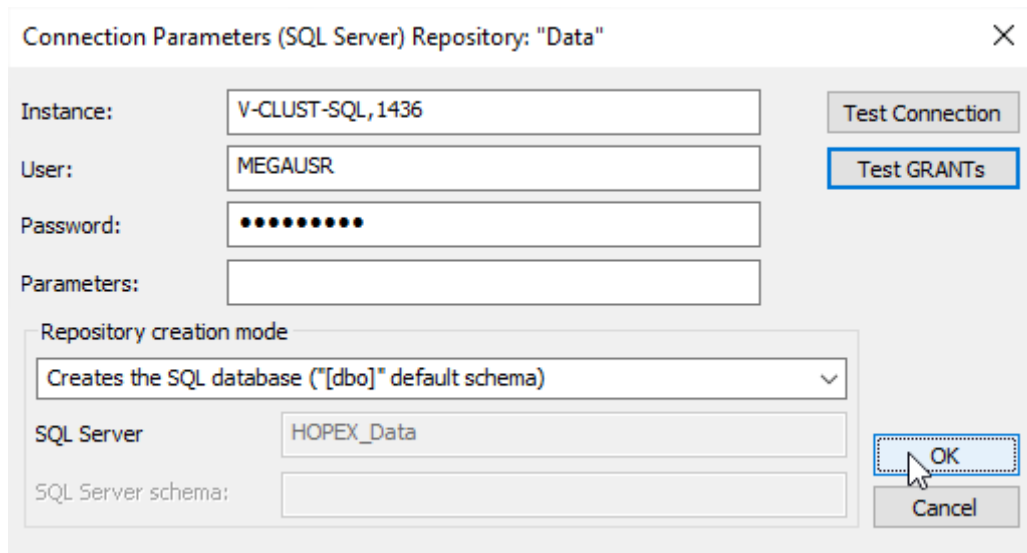 Connection Parameters (SQL Server) Repository: "Data"
Instance: V-CLUST-SQL,1436 Test Connection
User: MEGAUSR Test GRANTs
Password: •••••••••
Parameters:
Repository creation mode
Creates the SQL database ("[dbo]" default schema)
SQL Server HOPEX_Data
OK
SQL Server schema:
Cancel